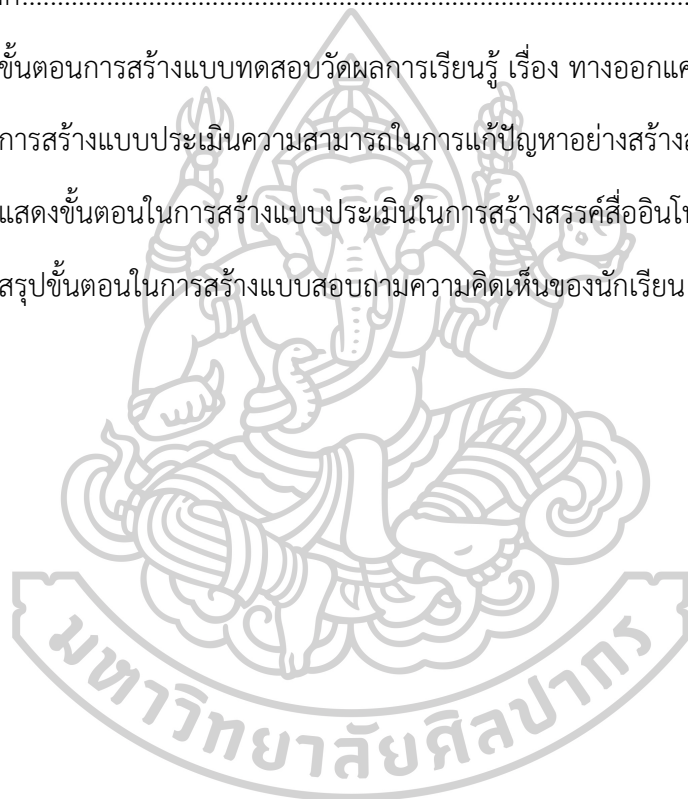 ขั้นตอนการสร้างแบบทดสอบวัดผลการเรียนรู้ เรื่อง ทางออกแ
การสร้างแบบประเมินความสามารถในการแก้ปัญหาอย่างสร้าง
แสดงขั้นตอนในการสร้างแบบประเมินในการสร้างสรรค์สื่ออินโ
สรุปขั้นตอนในการสร้างแบบสอบถามความคิดเห็นของนักเรียน
มหาวิทยาลัยศิลปากร